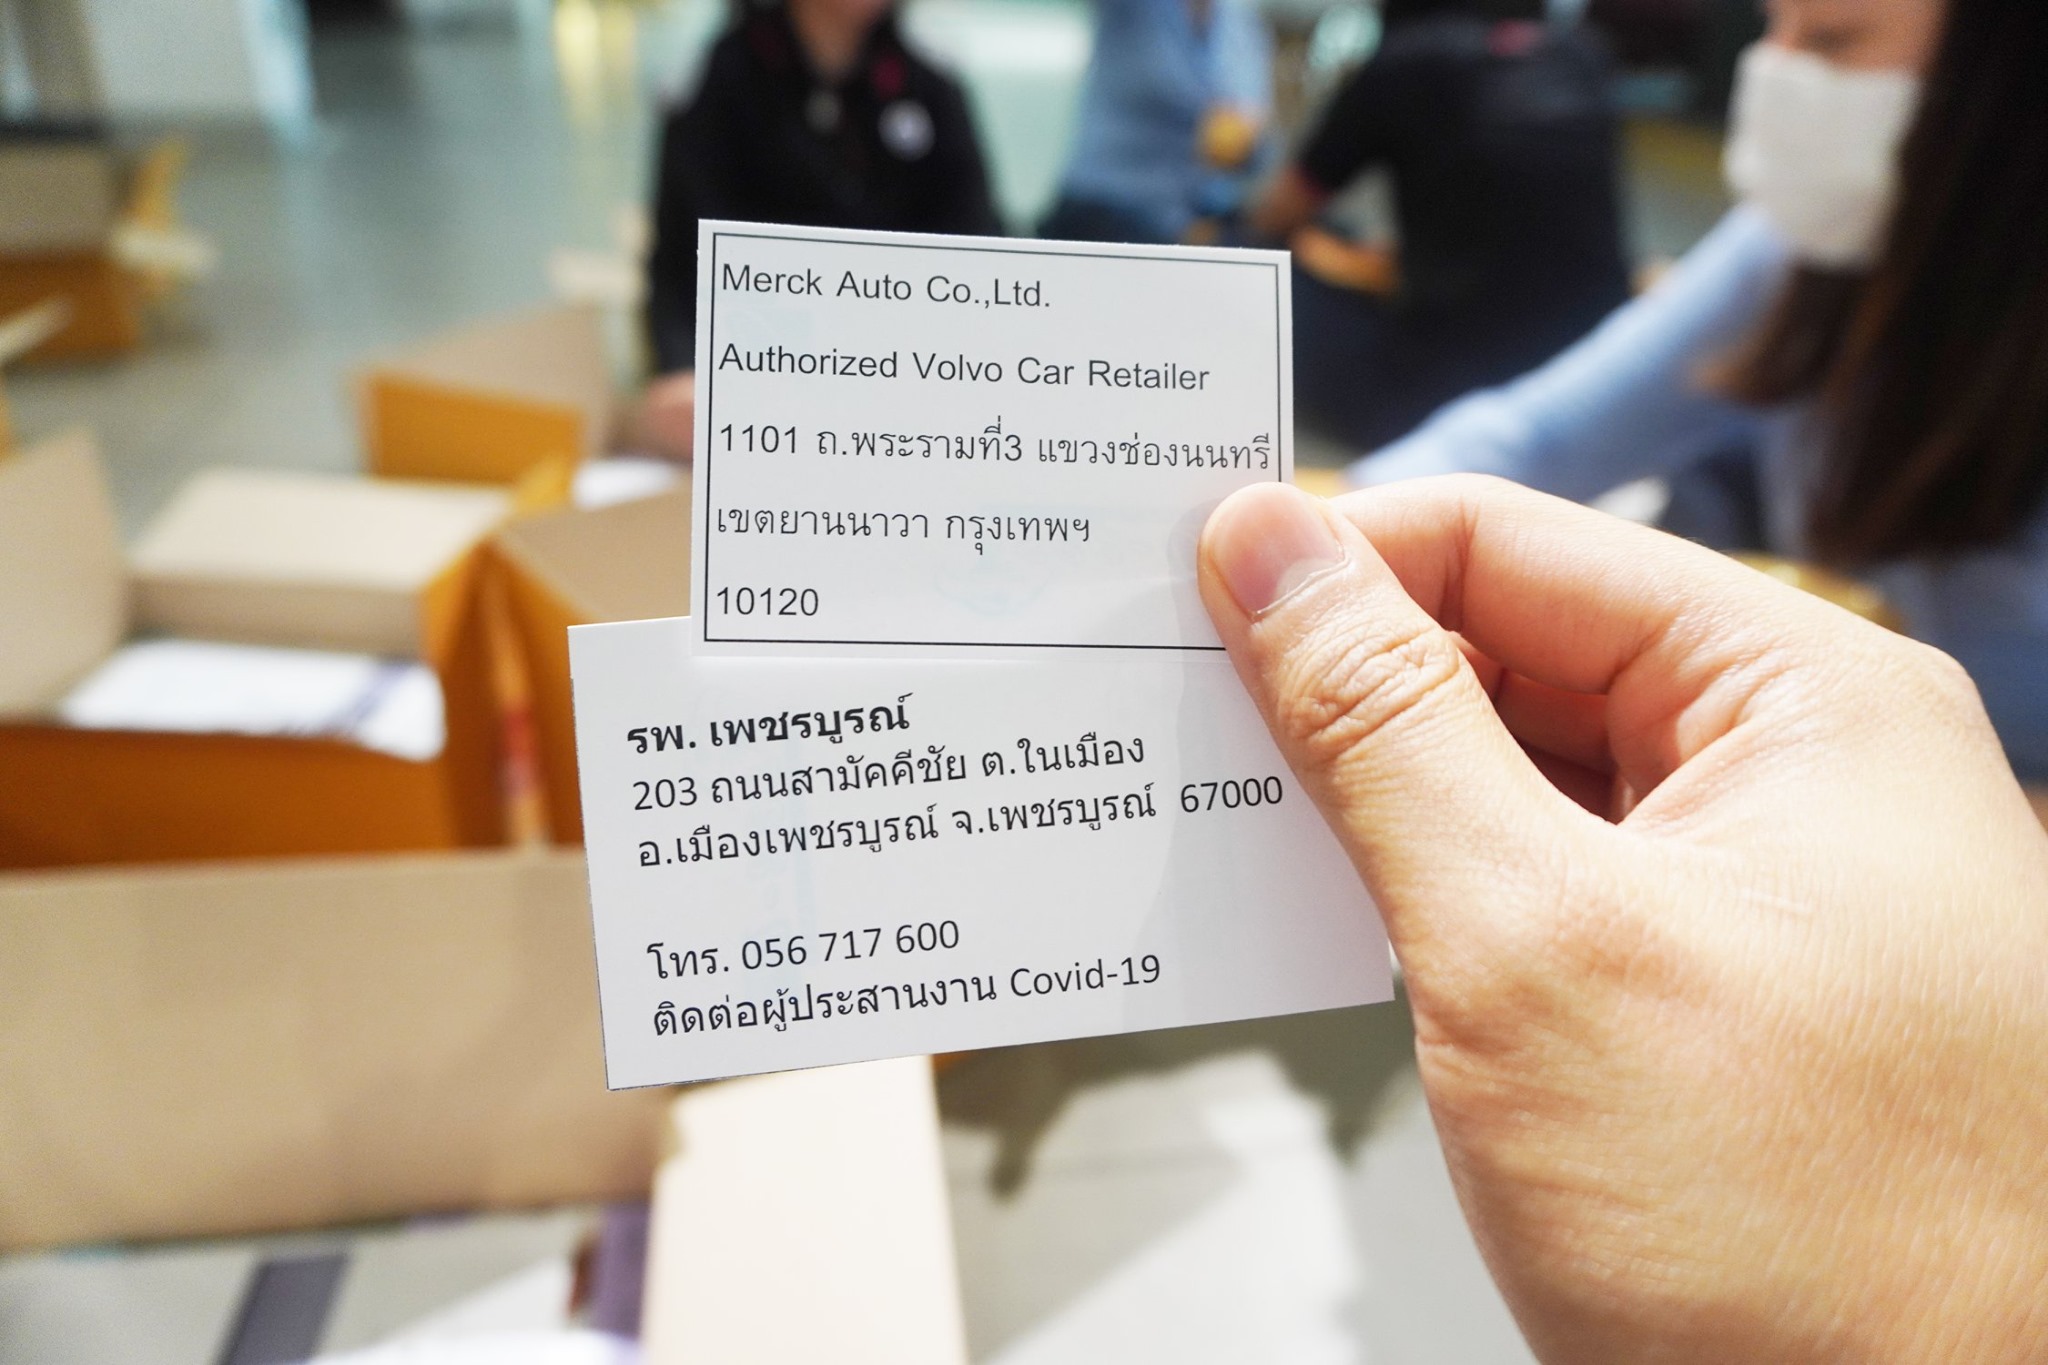 Merck Auto Co.,Ltd.
Authorized Volvo Car Retailer
1101 ถ.พระรามที่3 แขวงช่องนนทรี
เขตยานนาวา กรุงเทพฯ
10120
รพ. เพชรบูรณ์
203 ถนนสามัคคีชัย ต.ในเมือง
อ.เมืองเพชรบูรณ์ จ.เพชรบูรณ์ 67000
โทร. 056 717 600
ติดต่อผู้ประสานงาน Covid-19